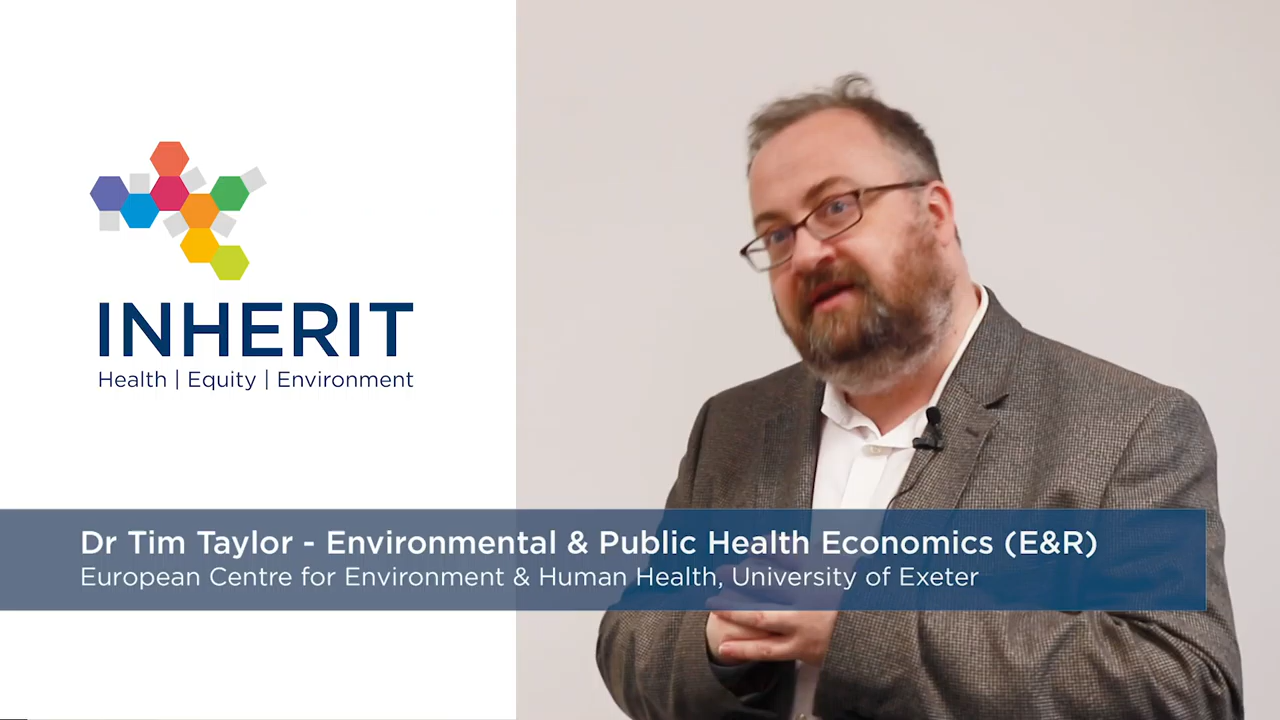 INHERIT
Health | Equity | Environment
Dr Tim Taylor - Environmental & Public Health Economics (E&R)
European Centre for Environment & Human Health, University of Exeter